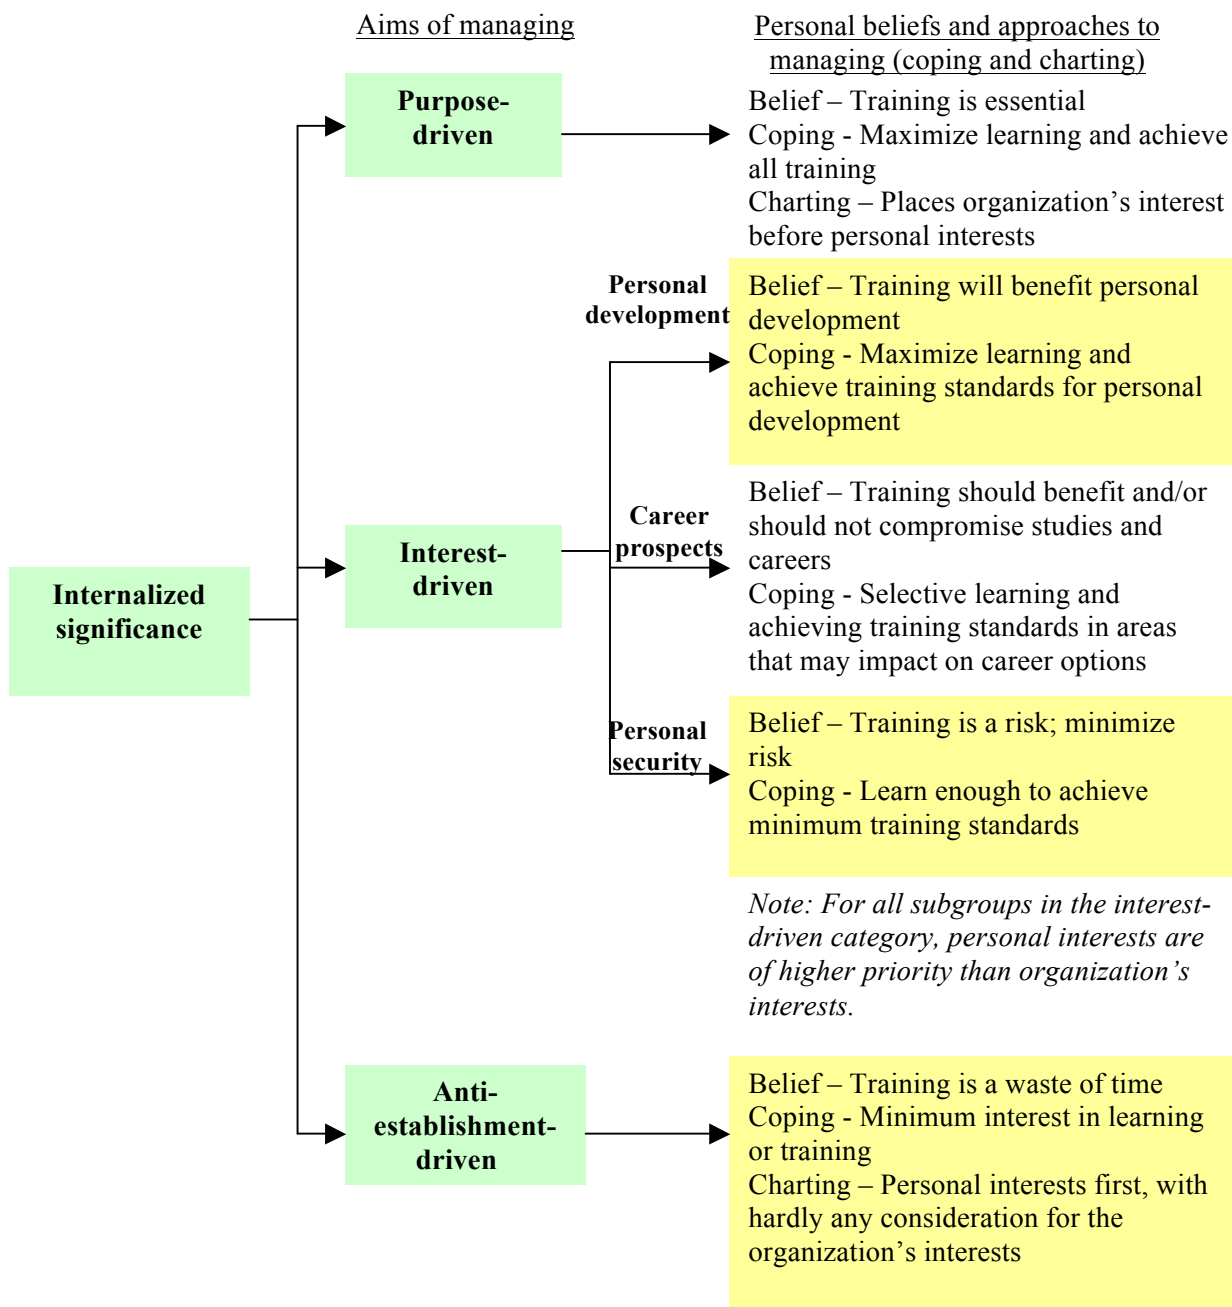 Aims of managing
Personal beliefs and approaches to
managing (coping and charting)
Purpose-
driven
Belief – Training is essential
Coping - Maximize learning and achieve
all training
Charting – Places organization’s interest
before personal interests
Personal
development
Belief – Training will benefit personal
development
Coping - Maximize learning and
achieve training standards for personal
development
Internalized
significance
Interest-
driven
Career
prospects
Belief – Training should benefit and/or
should not compromise studies and
careers
Coping - Selective learning and
achieving training standards in areas
that may impact on career options
Personal
security
Belief – Training is a risk; minimize
risk
Coping - Learn enough to achieve
minimum training standards
Note: For all subgroups in the interest-
driven category, personal interests are
of higher priority than organization’s
interests.
Anti-
establishment-
driven
Belief – Training is a waste of time
Coping - Minimum interest in learning
or training
Charting – Personal interests first, with
hardly any consideration for the
organization’s interests